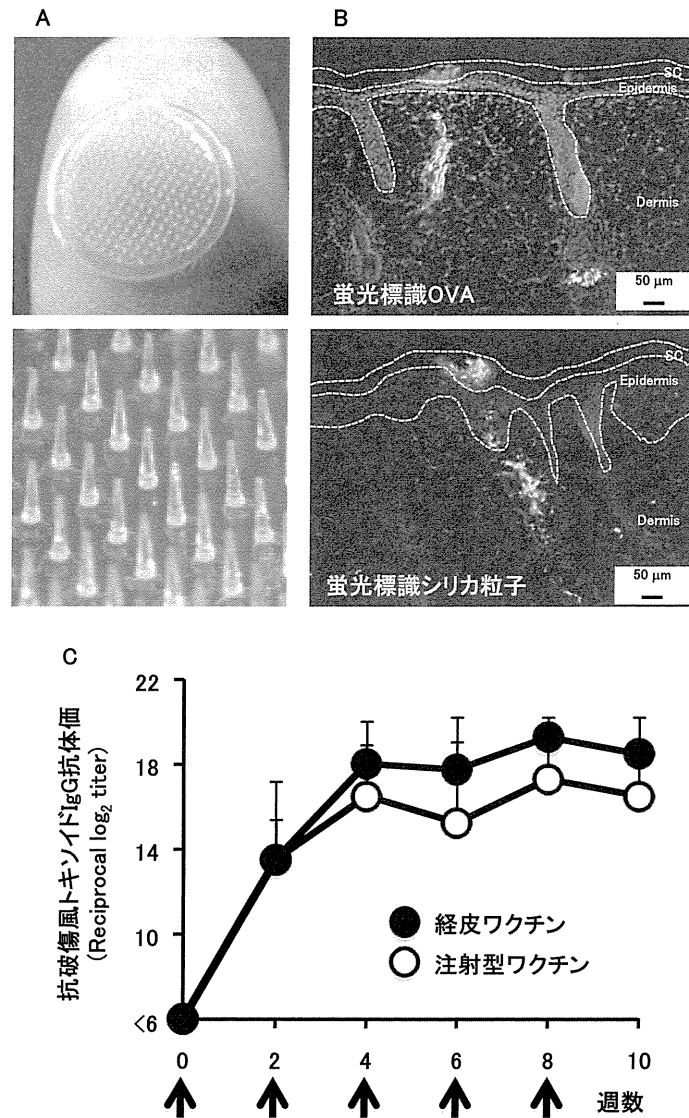 A
B
SC
Epidermis
Dermis
50 μm
蛍光標識OVA
SC
Epidermis
Dermis
50 μm
蛍光標識シリカ粒子
C
抗破傷風トキソイドIgG抗体価
(Reciprocal log₂ titer)
22
18
14
10
<6
経皮ワクチン
注射型ワクチン
0 2 4 6 8 10
週数